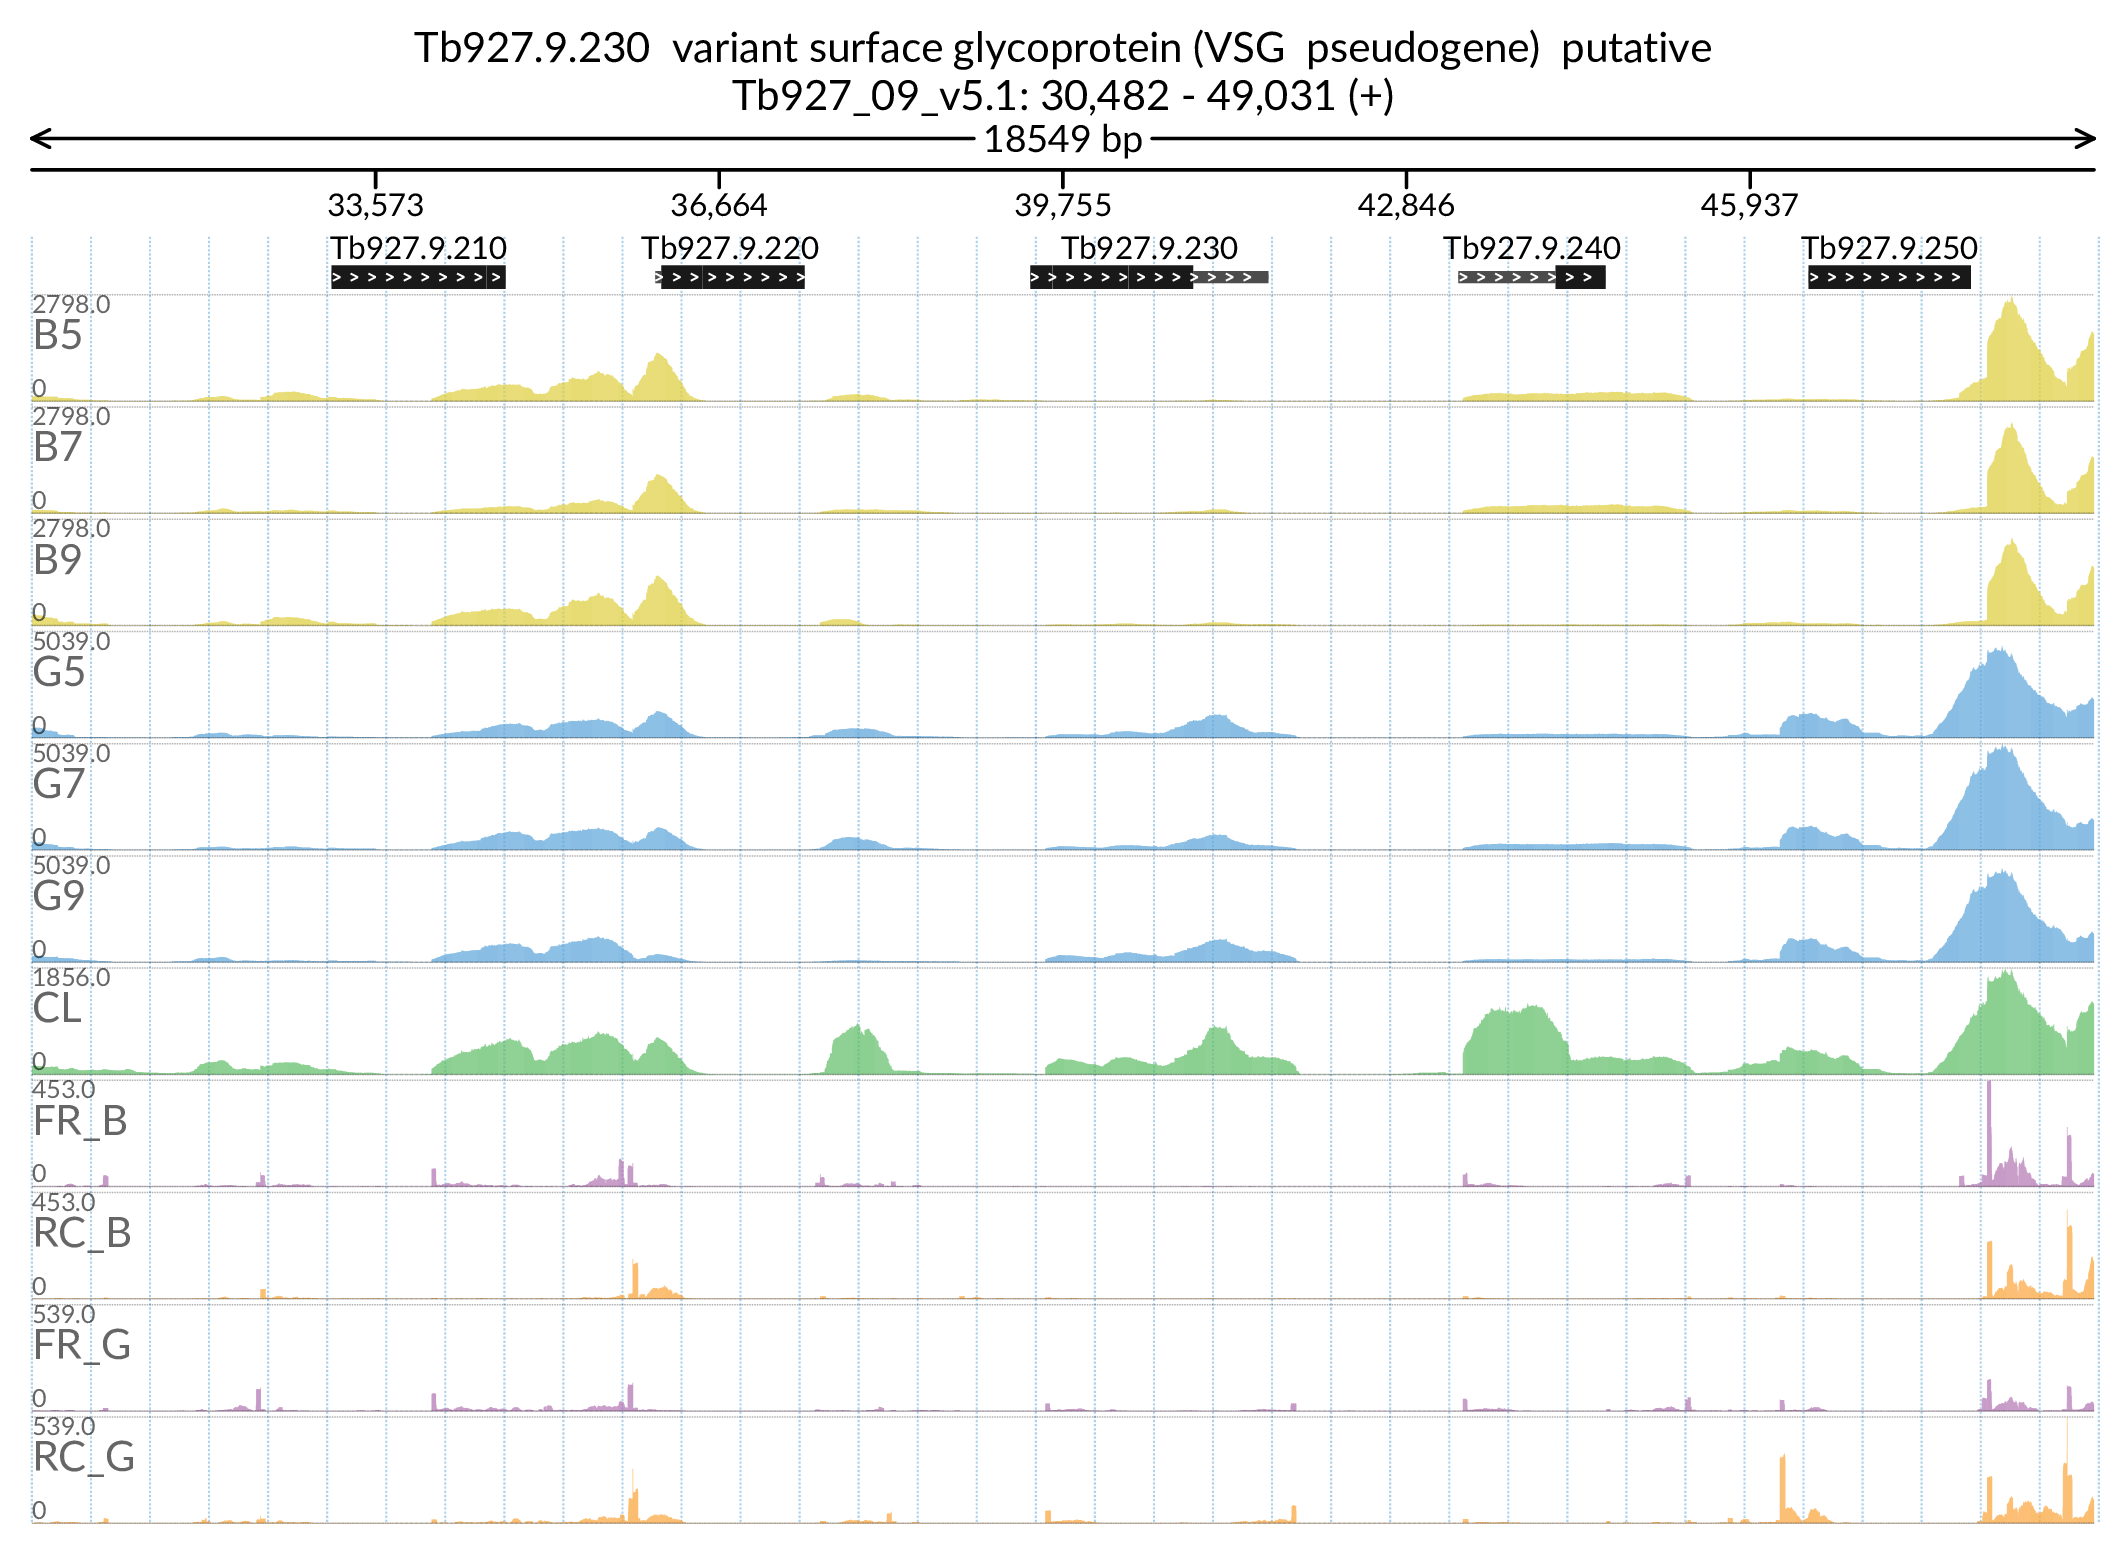 Tb927.9.230 variant surface glycoprotein (VSG pseudogene) putative
Tb927_09_v5.1: 30,482 - 49,031 (+)
18549 bp
33,573 36,664 39,755 42,846 45,937
Tb927.9.210 Tb927.9.220 Tb927.9.230 Tb927.9.240 Tb927.9.250
2798.0
B5
0
2798.0
B7
0
2798.0
B9
0
5039.0
G5
0
5039.0
G7
0
5039.0
G9
0
1856.0
CL
0
453.0
FR_B
0
453.0
RC_B
0
539.0
FR_G
0
539.0
RC_G
0